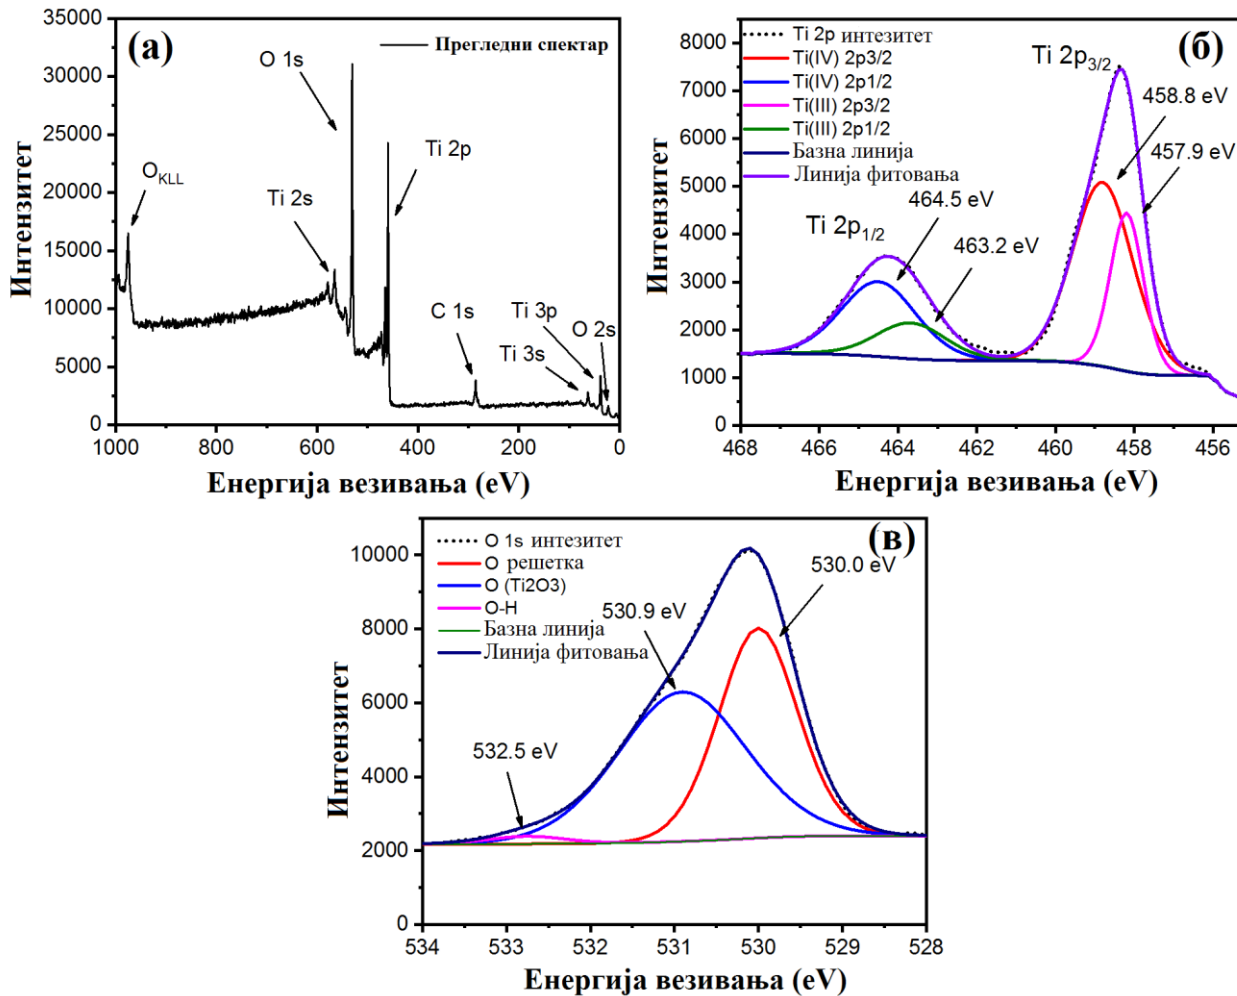 (а)
Прегледни спектар
O 1s
Ti 2p
OKLL
Ti 2s
C 1s
Ti 3p
O 2s
Ti 3s
35000
30000
25000
20000
15000
10000
5000
0
1000
800
600
400
200
0
Интензитет
Енергија везивања (eV)
(б)
Ti 2p интезитет
Ti(IV) 2p3/2
Ti(IV) 2p1/2
Ti(III) 2p3/2
Ti(III) 2p1/2
Базна линија
Линија фитовања
Ti 2p3/2
458.8 eV
457.9 eV
464.5 eV
Ti 2p1/2
463.2 eV
8000
7000
6000
5000
4000
3000
2000
1000
0
468
466
464
462
460
458
456
Интензитет
Енергија везивања (eV)
(в)
O 1s интезитет
O решетка
O (Ti2O3)
O-H
Базна линија
Линија фитовања
530.0 eV
530.9 eV
532.5 eV
10000
8000
6000
4000
2000
0
534
533
532
531
530
529
528
Интензитет
Енергија везивања (eV)